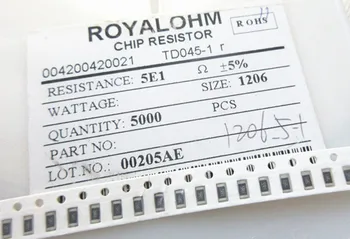 ROYALOHM
ROHS
CHIP RESISTOR
004200420021 TD045-1 r
RESISTANCE: 5E1 Ω ±5%
WATTAGE: SIZE: 1206
QUANTITY: 5000 PCS
PART NO:
LOT.NO: 00205AE
1206-5-1